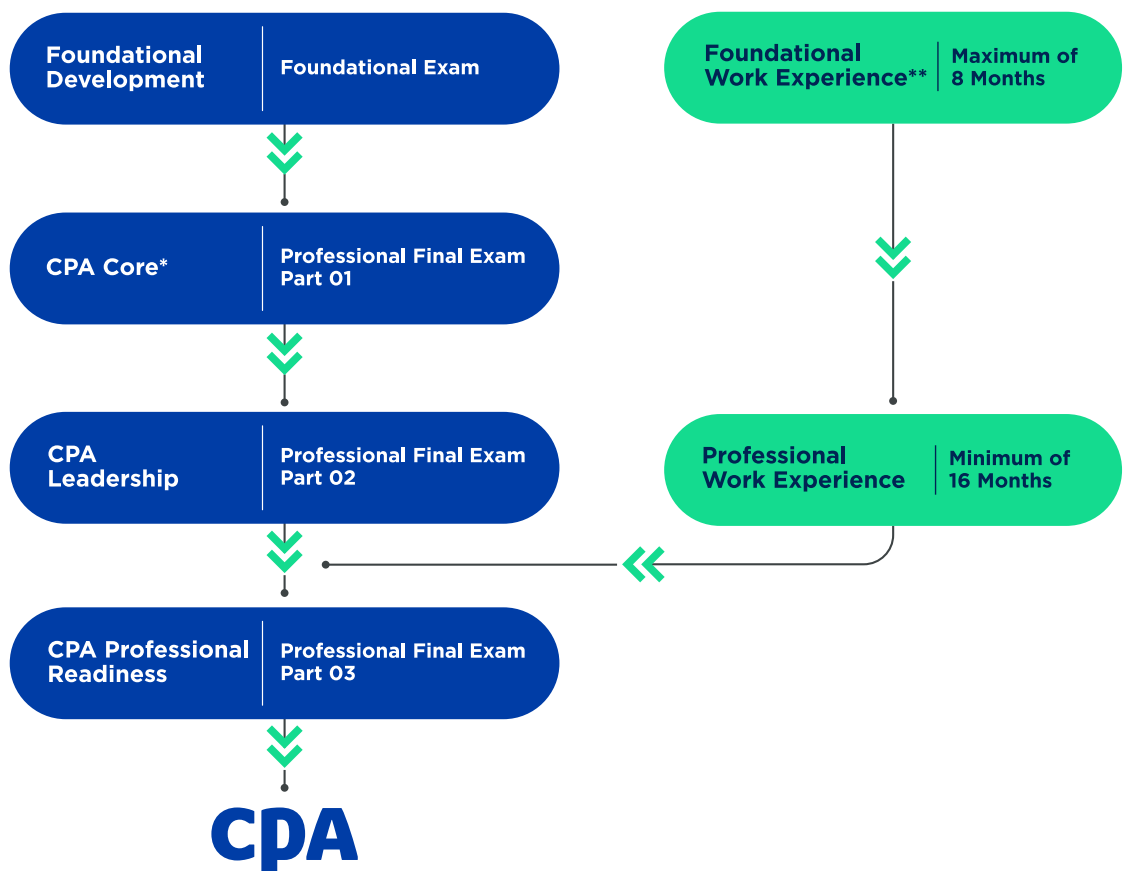 Foundational
Development
Foundational Exam
Foundational
Work Experience**
Maximum of
8 Months
CPA Core*
Professional Final Exam
Part 01
CPA
Leadership
Professional Final Exam
Part 02
Professional
Work Experience
Minimum of
16 Months
CPA Professional
Readiness
Professional Final Exam
Part 03
cpA